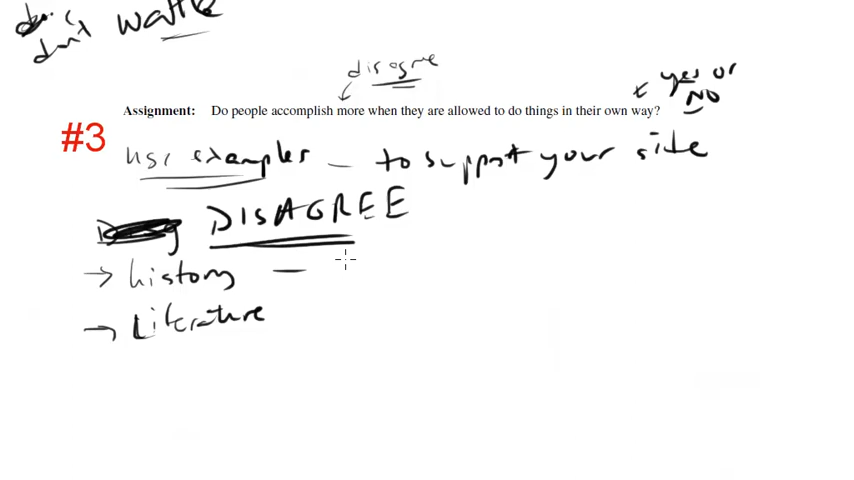 don't waffle
disagree
yes or
NO
Assignment: Do people accomplish more when they are allowed to do things in their own way?
#3
use examples - to support your side
DISAGREE
→ history -
→ Literature